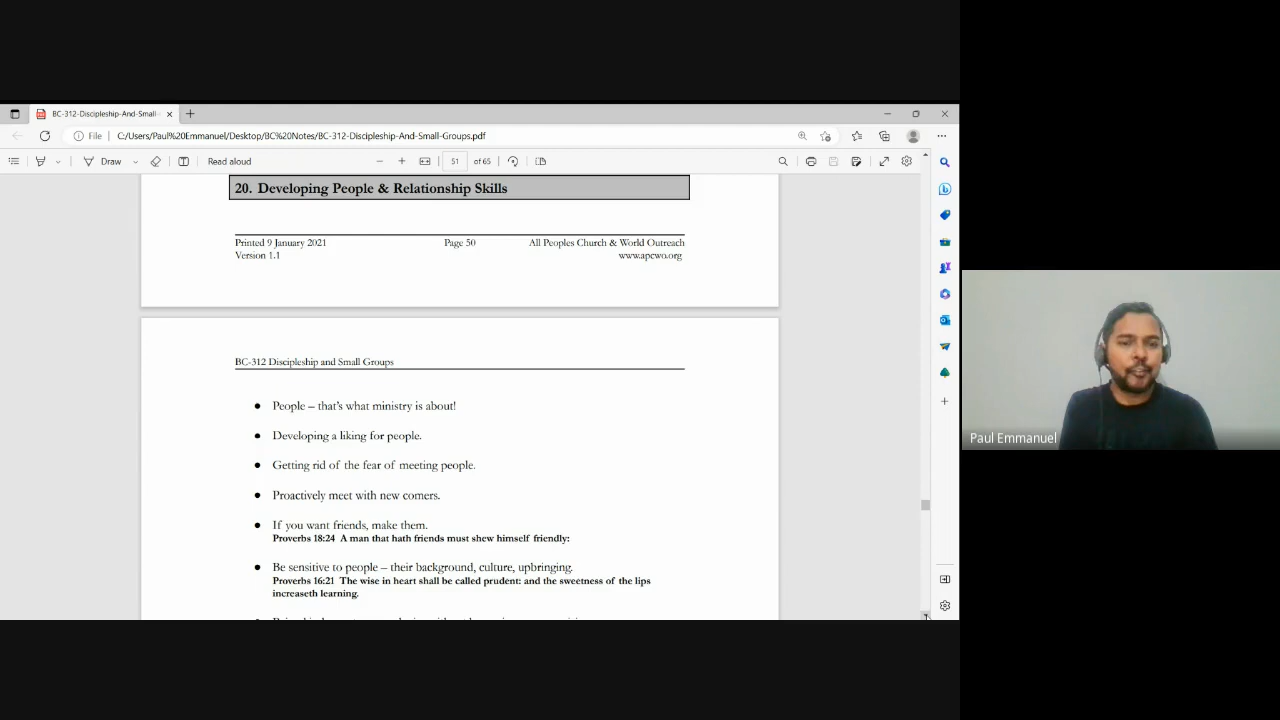 BC-312-Discipleship-And-Small-
File
C:/Users/Paul%20Emmanuel/Desktop/BC%20Notes/BC-312-Discipleship-And-Small-Groups.pdf
Draw
Read aloud
51 of 65
20. Developing People & Relationship Skills
Printed 9 January 2021 Page 50 All Peoples Church & World Outreach
Version 1.1 www.apcwo.org
BC-312 Discipleship and Small Groups
● People – that's what ministry is about!
● Developing a liking for people.
● Getting rid of the fear of meeting people.
● Proactively meet with new comers.
● If you want friends, make them.
Proverbs 18:24 A man that hath friends must shew himself friendly:
● Be sensitive to people – their background, culture, upbringing.
Proverbs 16:21 The wise in heart shall be called prudent: and the sweetness of the lips
increaseth learning.
Paul Emmanuel